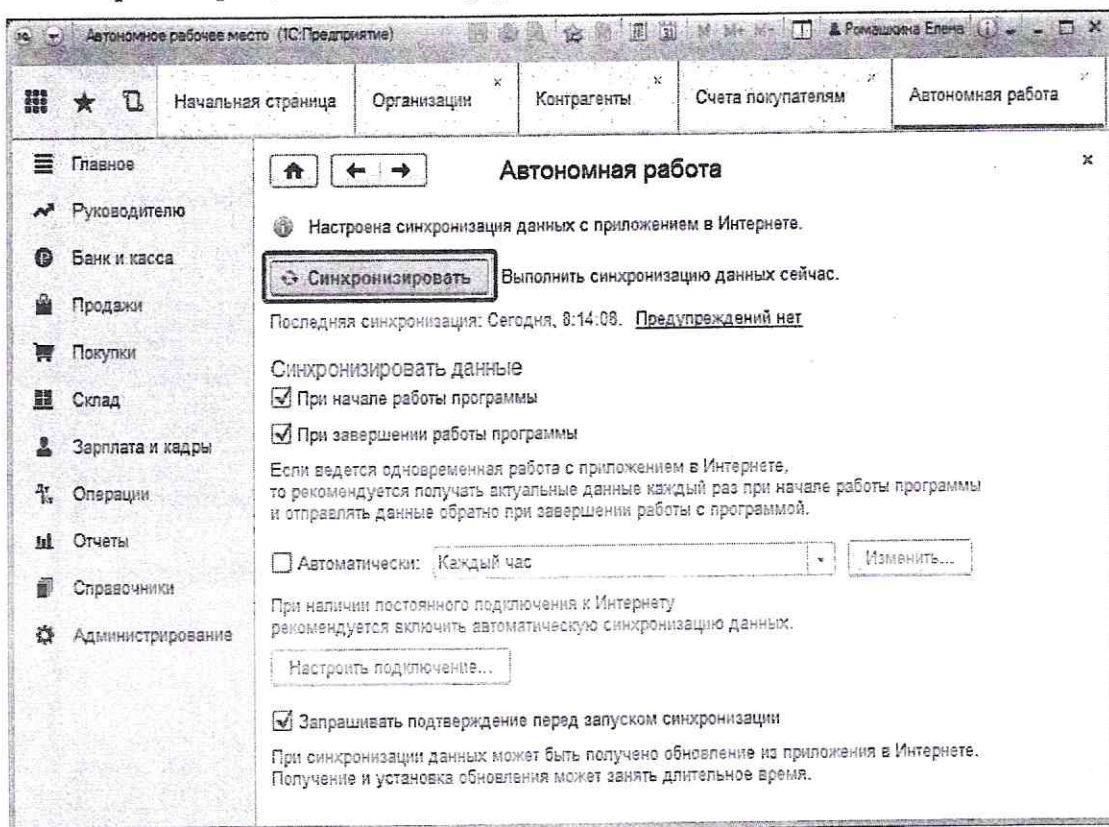 Автономное рабочее место (1С:Предприятие)
M M+ M-
Ромашкина Елена
Начальная страница
Организации
Контрагенты
Счета покупателям
Автономная работа
Главное
Руководителю
Банк и касса
Продажи
Покупки
Склад
Зарплата и кадры
Операции
Отчеты
Справочники
Администрирование
Автономная работа
Настроена синхронизация данных с приложением в Интернете.
Синхронизировать Выполнить синхронизацию данных сейчас.
Последняя синхронизация: Сегодня, 8:14:08. Предупреждений нет
Синхронизировать данные
При начале работы программы
При завершении работы программы
Если ведется одновременная работа с приложением в Интернете,
то рекомендуется получать актуальные данные каждый раз при начале работы программы
и отправлять данные обратно при завершении работы с программой.
Автоматически: Каждый час Изменить...
При наличии постоянного подключения к Интернету
рекомендуется включить автоматическую синхронизацию данных.
Настроить подключение...
Запрашивать подтверждение перед запуском синхронизации
При синхронизации данных может быть получено обновление из приложения в Интернете.
Получение и установка обновления может занять длительное время.